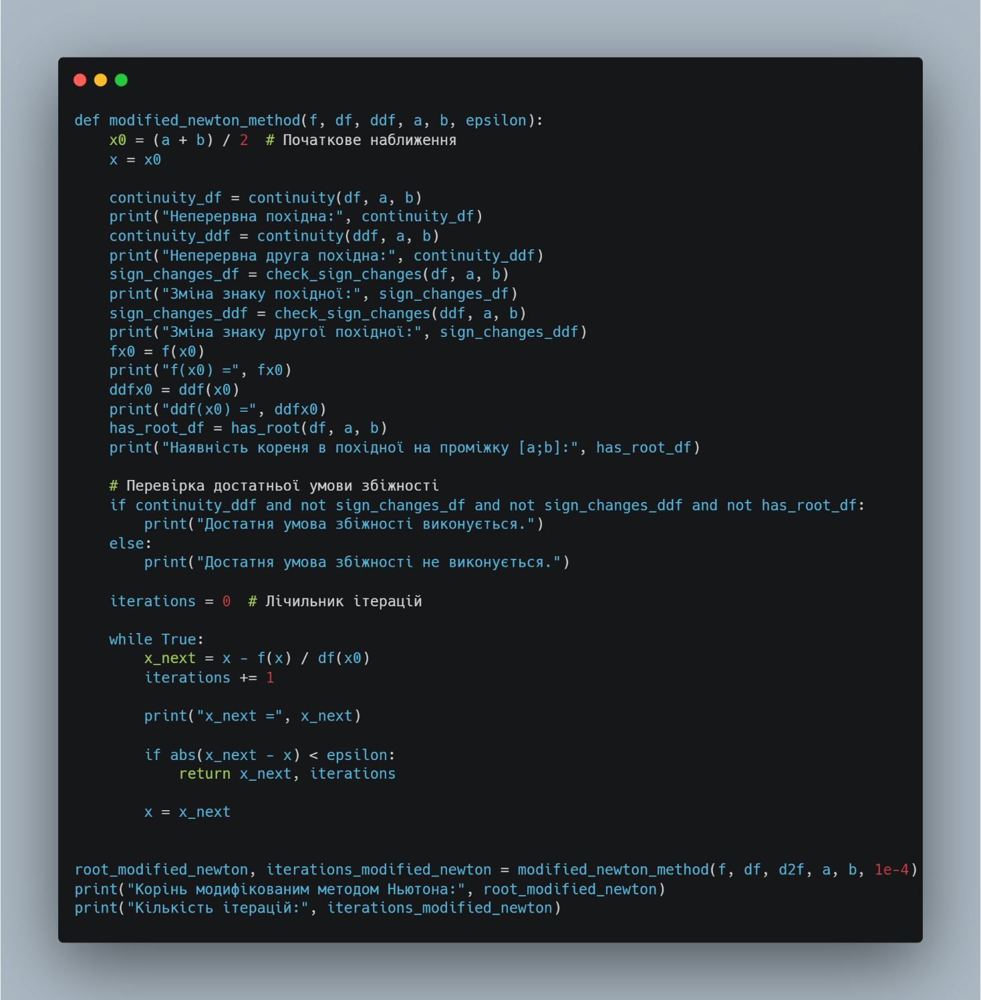 def modified_newton_method(f, df, ddf, a, b, epsilon):
    x0 = (a + b) / 2  # Початкове наближення
    x = x0

    continuity_df = continuity(df, a, b)
    print("Неперервна похідна:", continuity_df)
    continuity_ddf = continuity(ddf, a, b)
    print("Неперервна друга похідна:", continuity_ddf)
    sign_changes_df = check_sign_changes(df, a, b)
    print("Зміна знаку похідної:", sign_changes_df)
    sign_changes_ddf = check_sign_changes(ddf, a, b)
    print("Зміна знаку другої похідної:", sign_changes_ddf)
    fx0 = f(x0)
    print("f(x0) =", fx0)
    ddfx0 = ddf(x0)
    print("ddf(x0) =", ddfx0)
    has_root_df = has_root(df, a, b)
    print("Наявність кореня в похідної на проміжку [a;b]:", has_root_df)

    # Перевірка достатньої умови збіжності
    if continuity_ddf and not sign_changes_df and not sign_changes_ddf and not has_root_df:
        print("Достатня умова збіжності виконується.")
    else:
        print("Достатня умова збіжності не виконується.")

    iterations = 0  # Лічильник ітерацій

    while True:
        x_next = x - f(x) / df(x0)
        iterations += 1

        print("x_next =", x_next)

        if abs(x_next - x) < epsilon:
            return x_next, iterations

        x = x_next


root_modified_newton, iterations_modified_newton = modified_newton_method(f, df, d2f, a, b, 1e-4)
print("Корінь модифікованим методом Ньютона:", root_modified_newton)
print("Кількість ітерацій:", iterations_modified_newton)